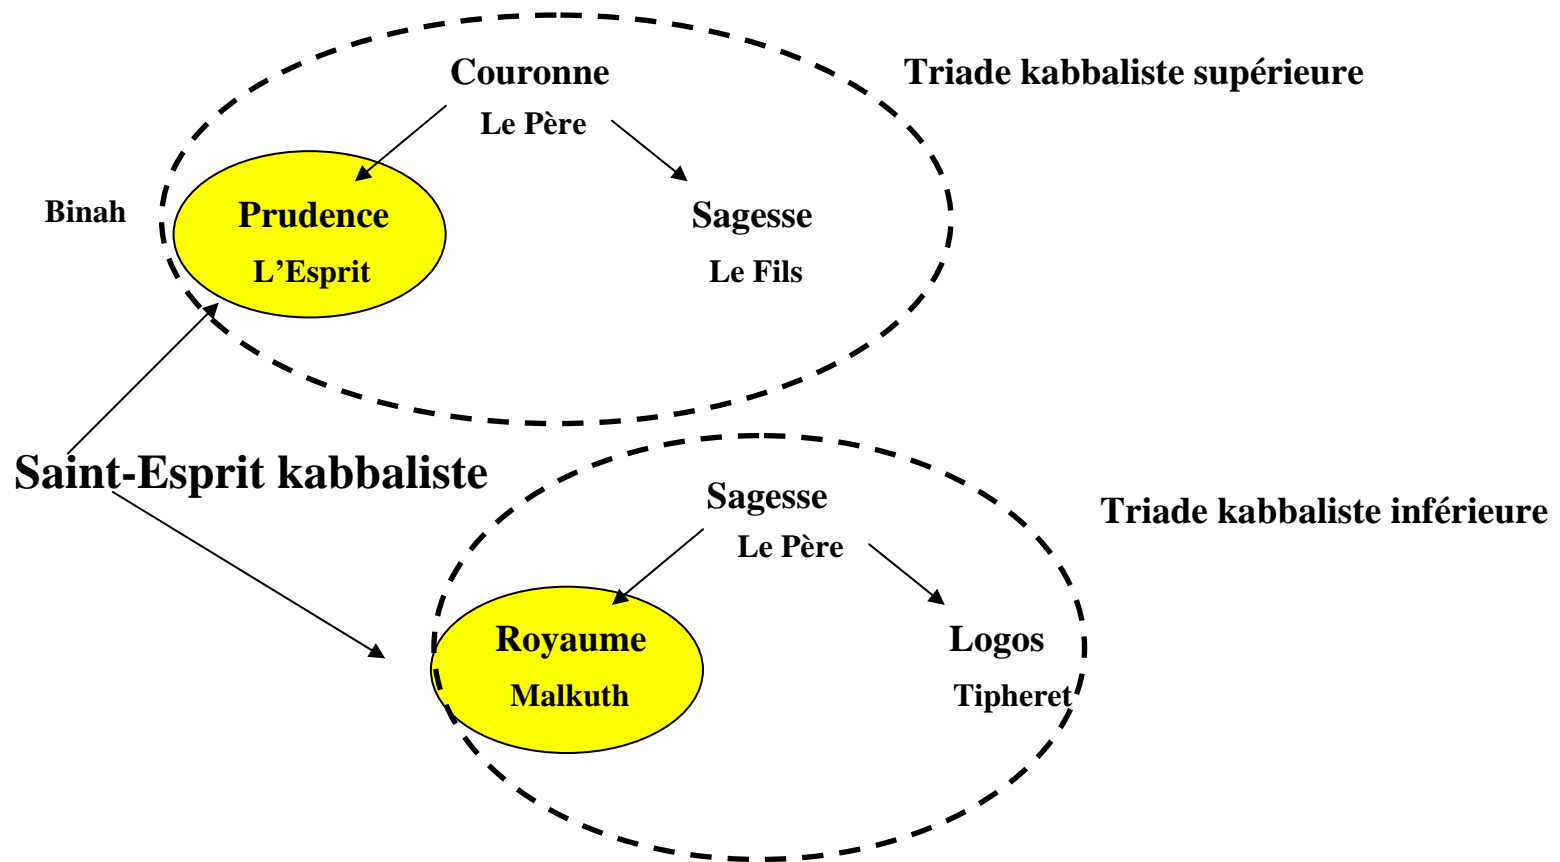 Couronne
Triade kabbaliste supérieure
Le Père
Binah
Prudence
Sagesse
L’Esprit
Le Fils
Saint-Esprit kabbaliste
Sagesse
Triade kabbaliste inférieure
Le Père
Royaume
Logos
Malkuth
Tipheret